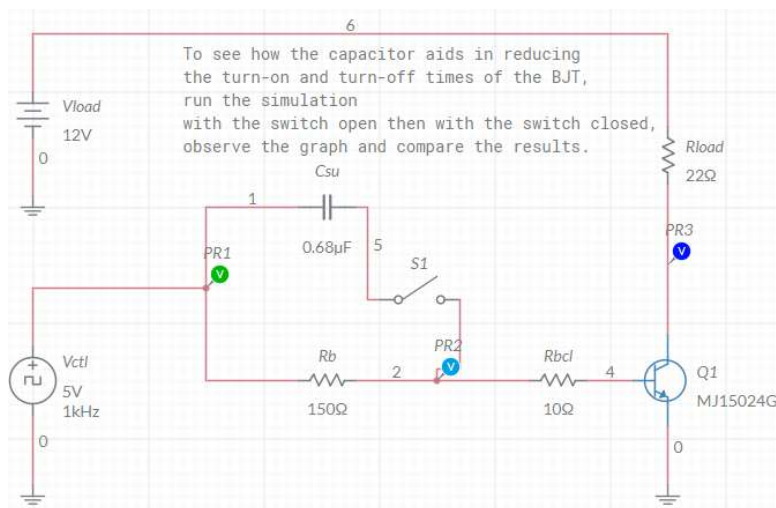 6
To see how the capacitor aids in reducing
the turn-on and turn-off times of the BJT,
run the simulation
with the switch open then with the switch closed,
observe the graph and compare the results.
Vload
12V
0
Rload
22Ω
Csu
1
0.68µF
5
PR1
V
S1
PR3
V
Vctl
5V
1kHz
0
Rb
2
150Ω
PR2
V
Rbcl
10Ω
4
Q1
MJ15024G
0